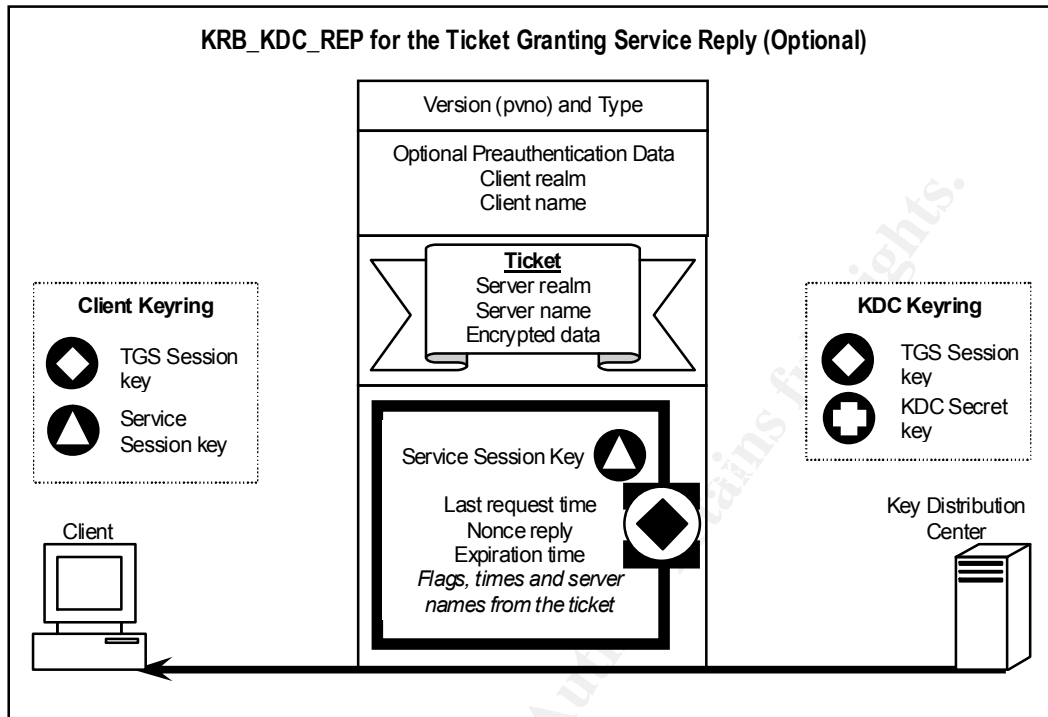 KRB_KDC_REP for the Ticket Granting Service Reply (Optional)
Version (pvno) and Type
Optional Preauthentication Data
Client realm
Client name
Ticket
Server realm
Server name
Encrypted data
Client Keyring
TGS Session
key
Service
Session key
KDC Keyring
TGS Session
key
KDC Secret
key
Service Session Key
Last request time
Nonce reply
Expiration time
Flags, times and server
names from the ticket
Client
Key Distribution
Center